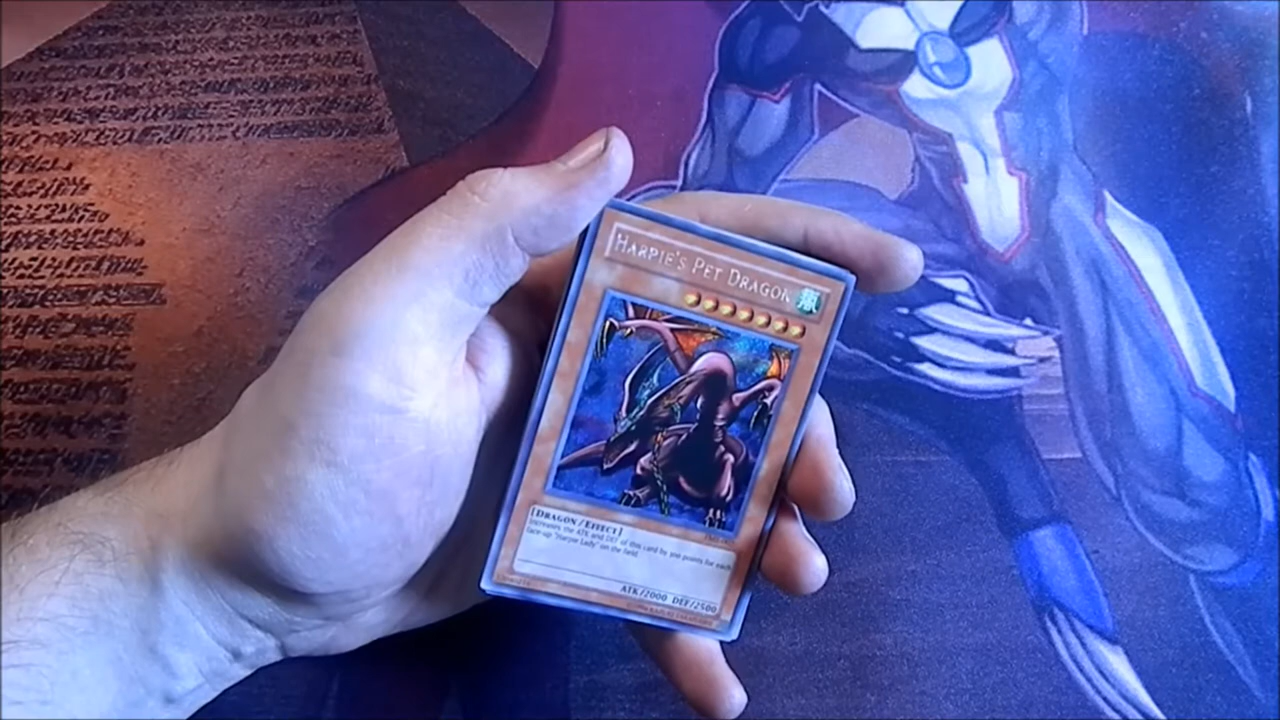 HARPIE'S PET DRAGON
[DRAGON/EFFECT]
Increases the ATK and DEF of this card by 300 points for each
face-up "Harpie Lady" on the field.
ATK/2000 DEF/2500